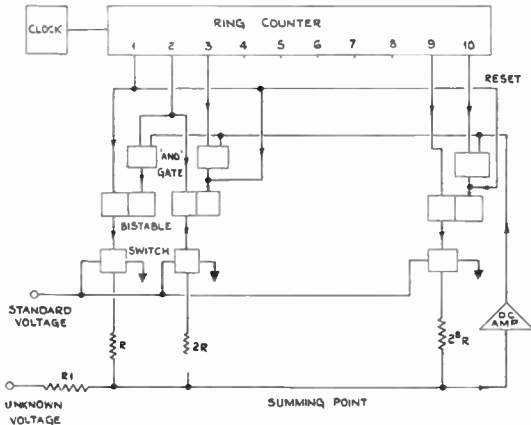 RING COUNTER
CLOCK
1 2 3 4 5 6 7 8 9 10
RESET
'AND'
GATE
BISTABLE
SWITCH
STANDARD
VOLTAGE
R
2R
2⁸R
DC
AMP
R1
UNKNOWN
VOLTAGE
SUMMING POINT